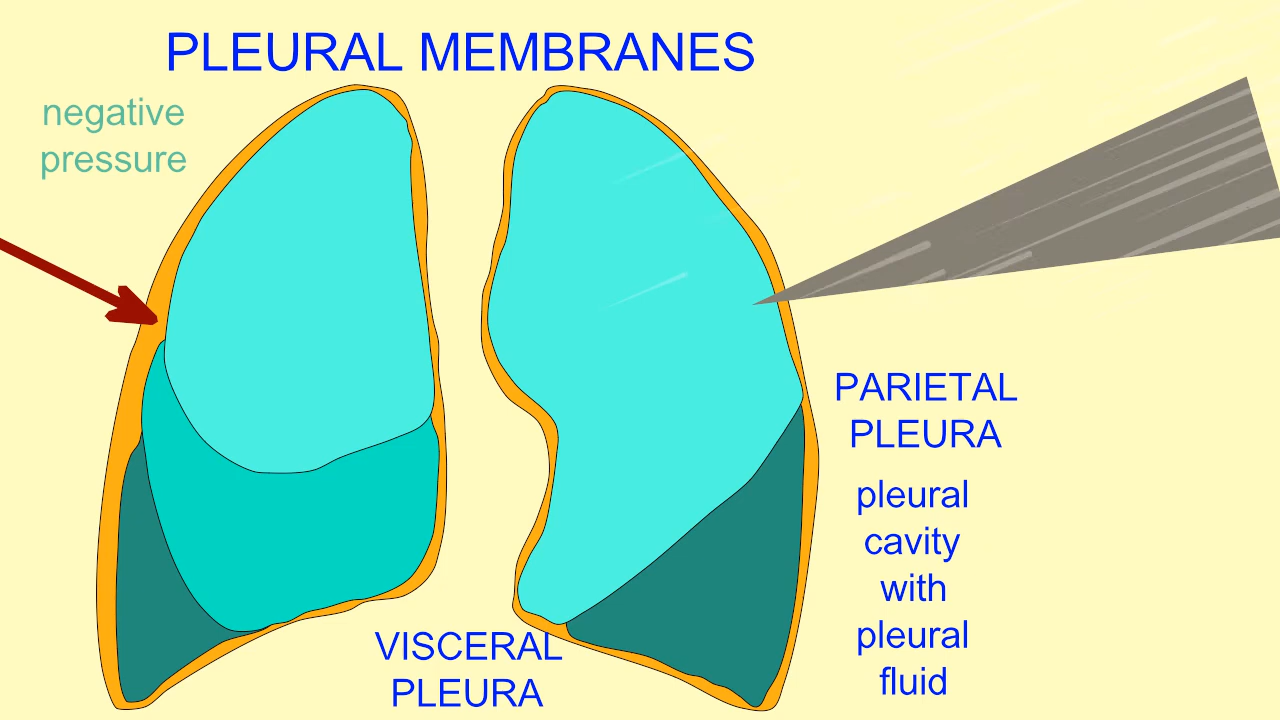 PLEURAL MEMBRANES
negative
pressure
PARIETAL
PLEURA
pleural
cavity
with
pleural
fluid
VISCERAL
PLEURA